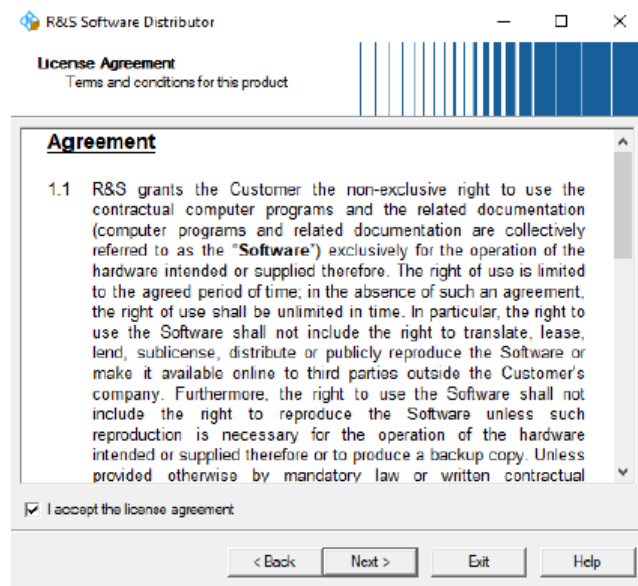 R&S Software Distributor
License Agreement
Terms and conditions for this product
Agreement
1.1 R&S grants the Customer the non-exclusive right to use the
contractual computer programs and the related documentation
(computer programs and related documentation are collectively
referred to as the "Software") exclusively for the operation of the
hardware intended or supplied therefore. The right of use is limited
to the agreed period of time; in the absence of such an agreement,
the right of use shall be unlimited in time. In particular, the right to
use the Software shall not include the right to translate, lease,
lend, sublicense, distribute or publicly reproduce the Software or
make it available online to third parties outside the Customer's
company. Furthermore, the right to use the Software shall not
include the right to reproduce the Software unless such
reproduction is necessary for the operation of the hardware
intended or supplied therefore or to produce a backup copy. Unless
provided otherwise by mandatory law or written contractual
I accept the license agreement
< Back Next > Exit Help